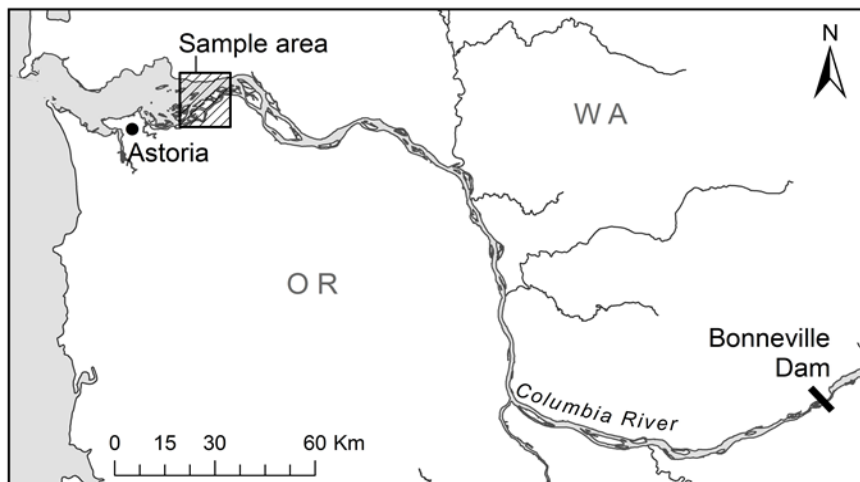 Sample area
N
WA
Astoria
OR
Bonneville
Dam
Columbia River
0 15 30 60 Km